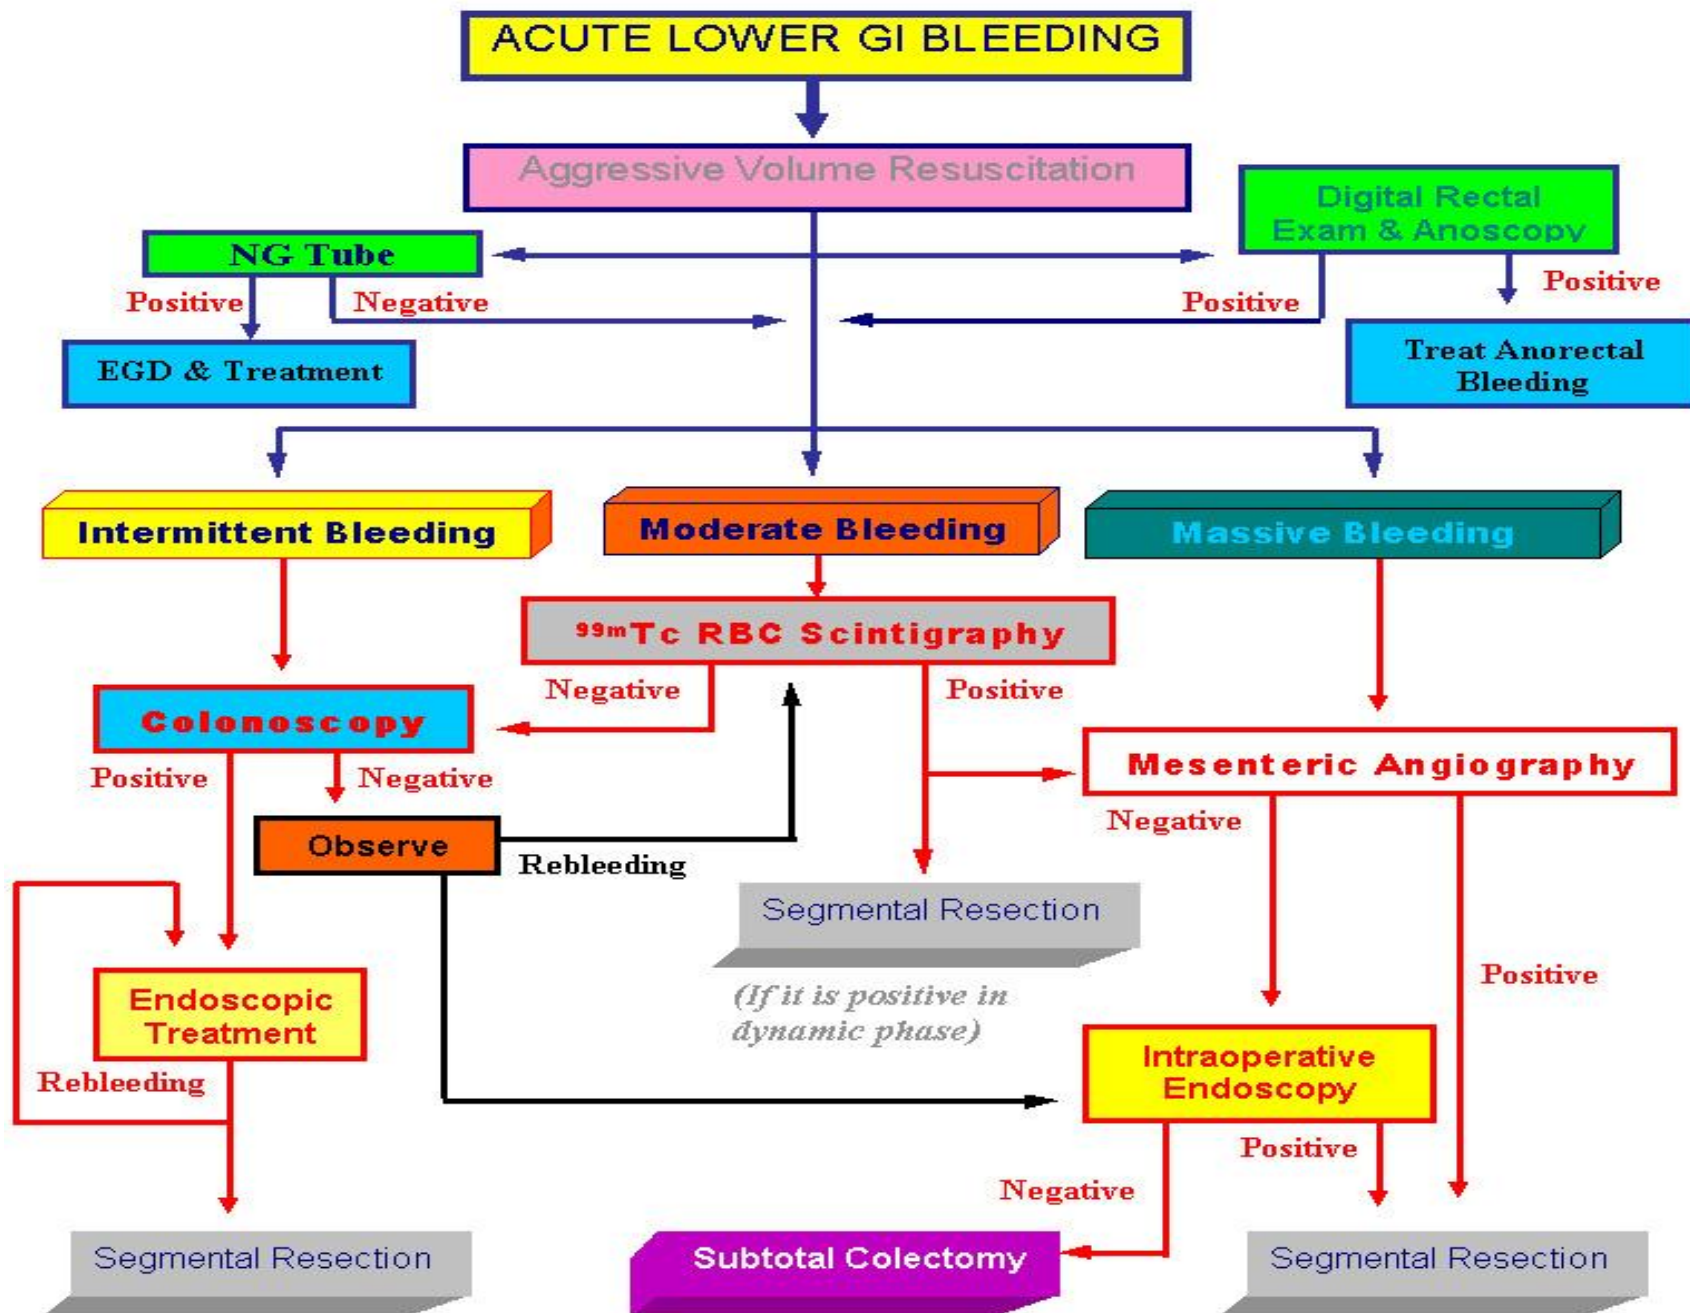 ACUTE LOWER GI BLEEDING
Aggressive Volume Resuscitation
Digital Rectal
Exam & Anoscopy
NG Tube
Positive
Negative
Positive
Positive
EGD & Treatment
Treat Anorectal
Bleeding
Intermittent Bleeding
Moderate Bleeding
Massive Bleeding
99mTc RBC Scintigraphy
Negative
Positive
Colonoscopy
Mesenteric Angiography
Positive
Negative
Negative
Observe
Rebleeding
Segmental Resection
(If it is positive in
dynamic phase)
Positive
Endoscopic
Treatment
Rebleeding
Intraoperative
Endoscopy
Positive
Negative
Segmental Resection
Subtotal Colectomy
Segmental Resection